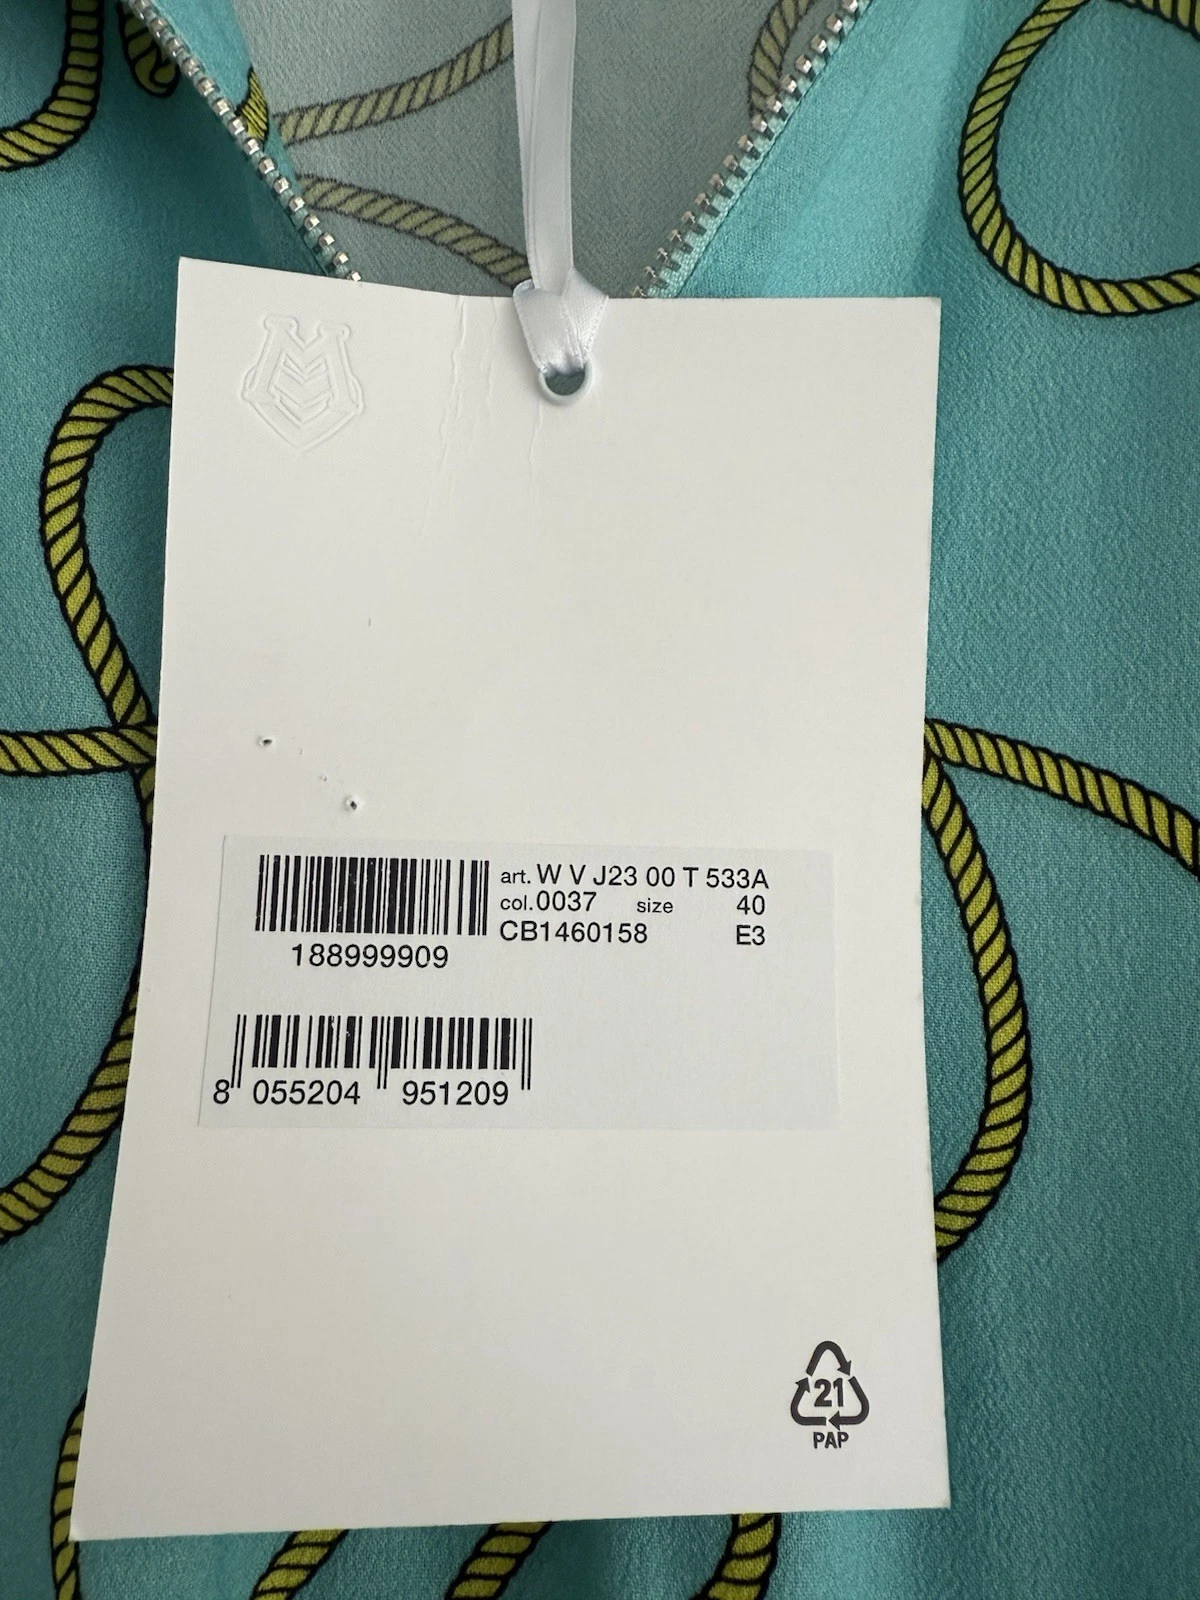 M
art. W V J23 00 T 533A
col. 0037 size 40
CB1460158 E3
188999909
8 055204 951209
21
PAP